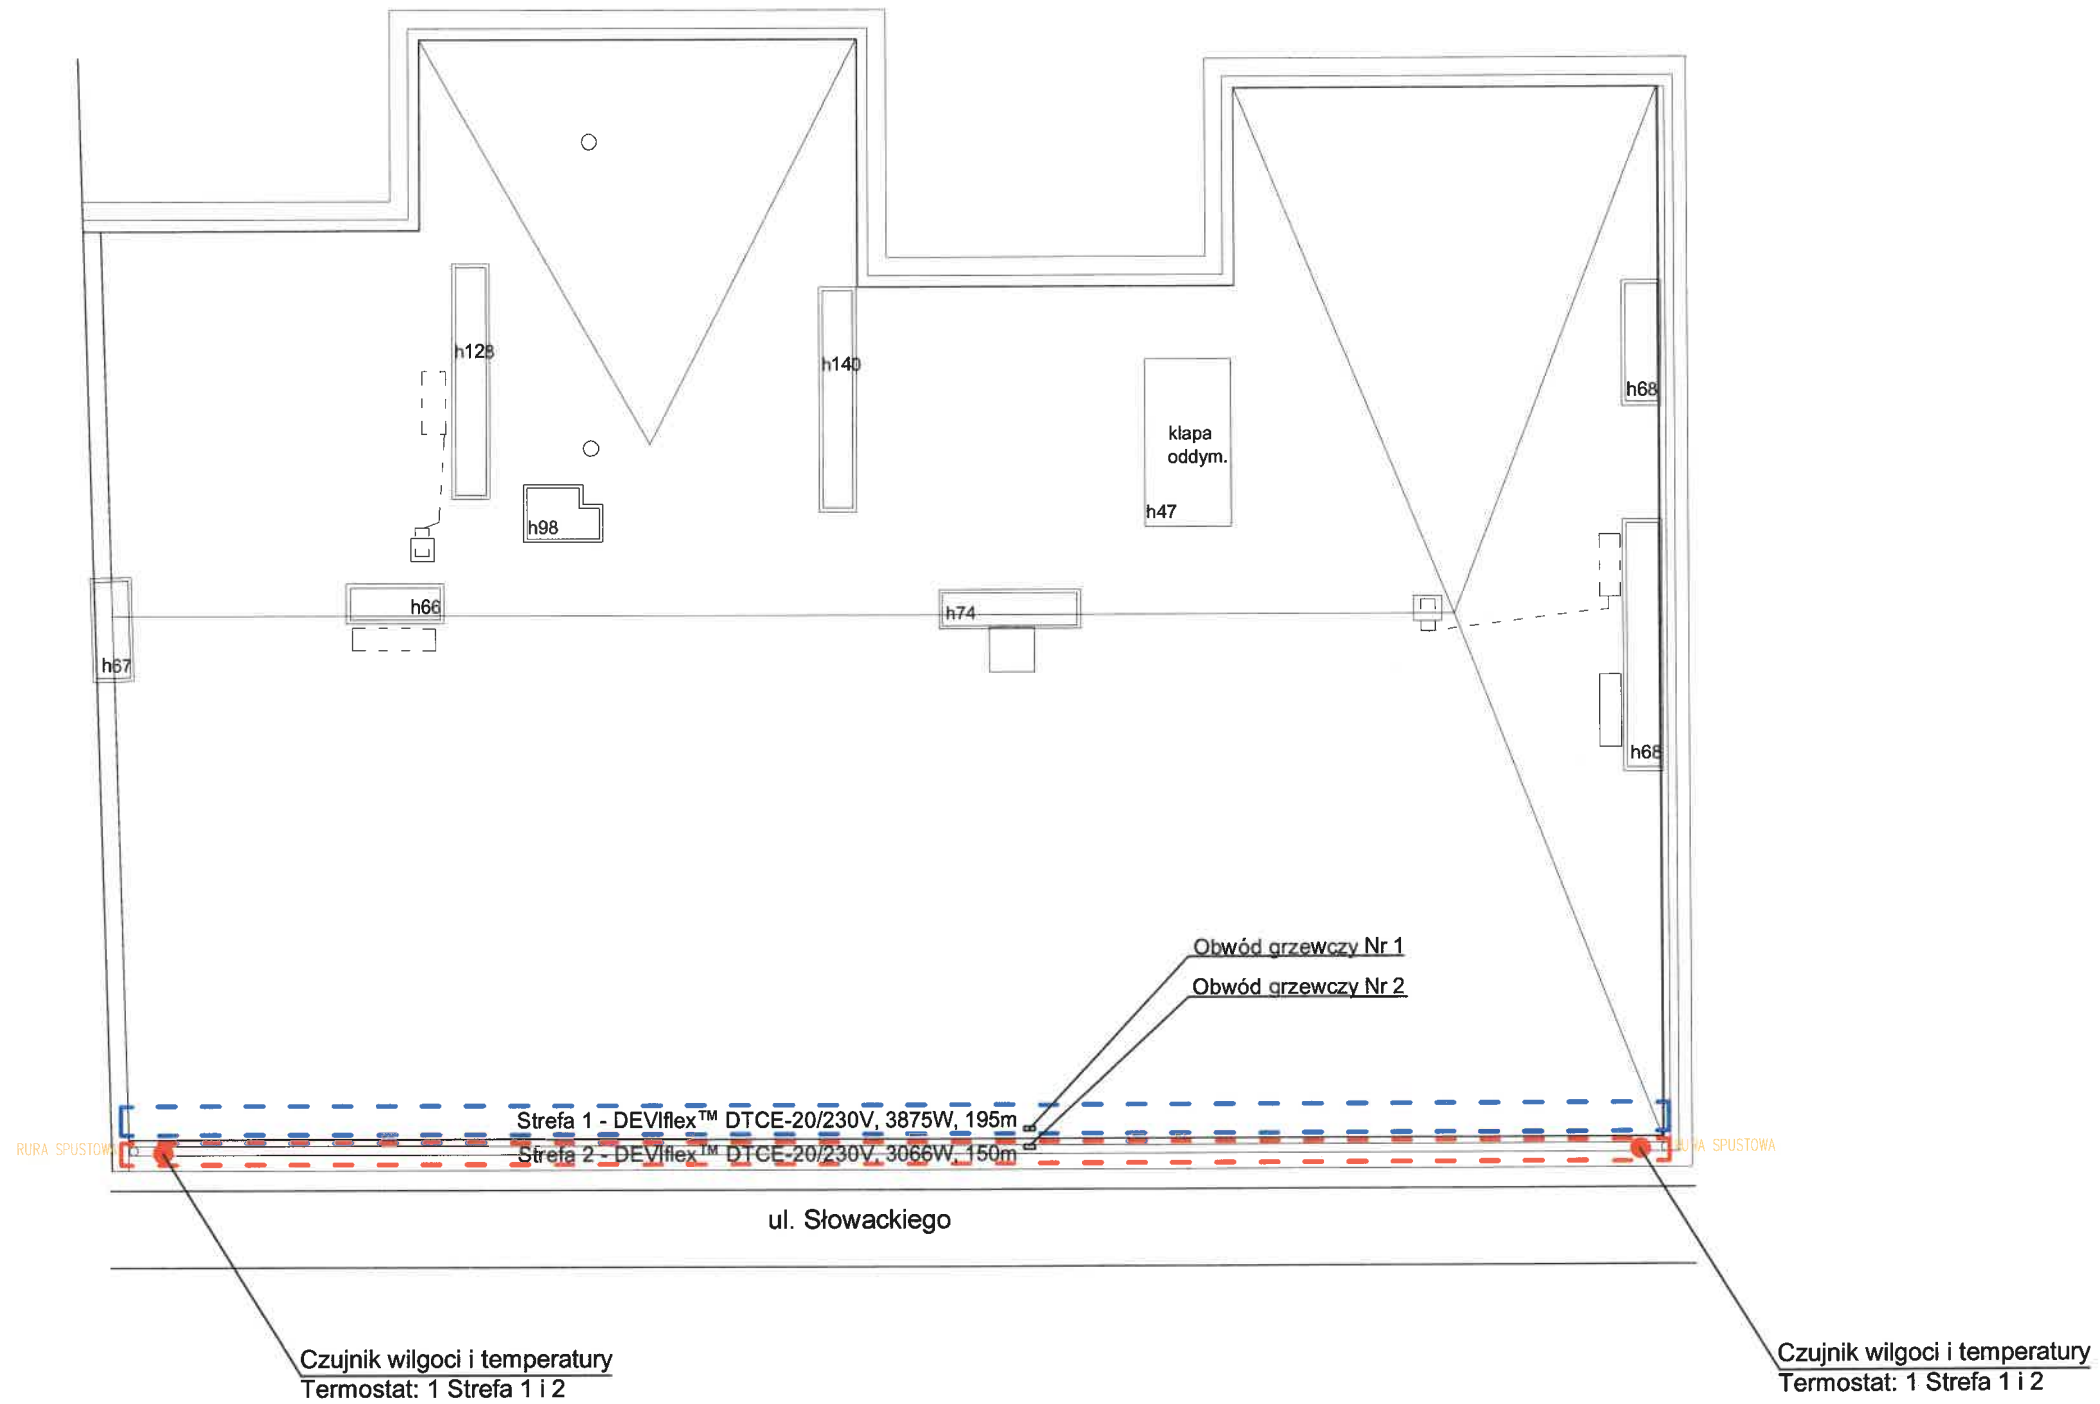 h128
h140
h68
klapa
oddym.
h47
h98
h66
h74
h67
h68
Obwód grzewczy Nr 1
Obwód grzewczy Nr 2
Strefa 1 - DEVIflex™ DTCE-20/230V, 3875W, 195m
RURA SPUSTOWA
Strefa 2 - DEVIflex™ DTCE-20/230V, 3066W, 150m
RURA SPUSTOWA
ul. Słowackiego
Czujnik wilgoci i temperatury
Termostat: 1 Strefa 1 i 2
Czujnik wilgoci i temperatury
Termostat: 1 Strefa 1 i 2